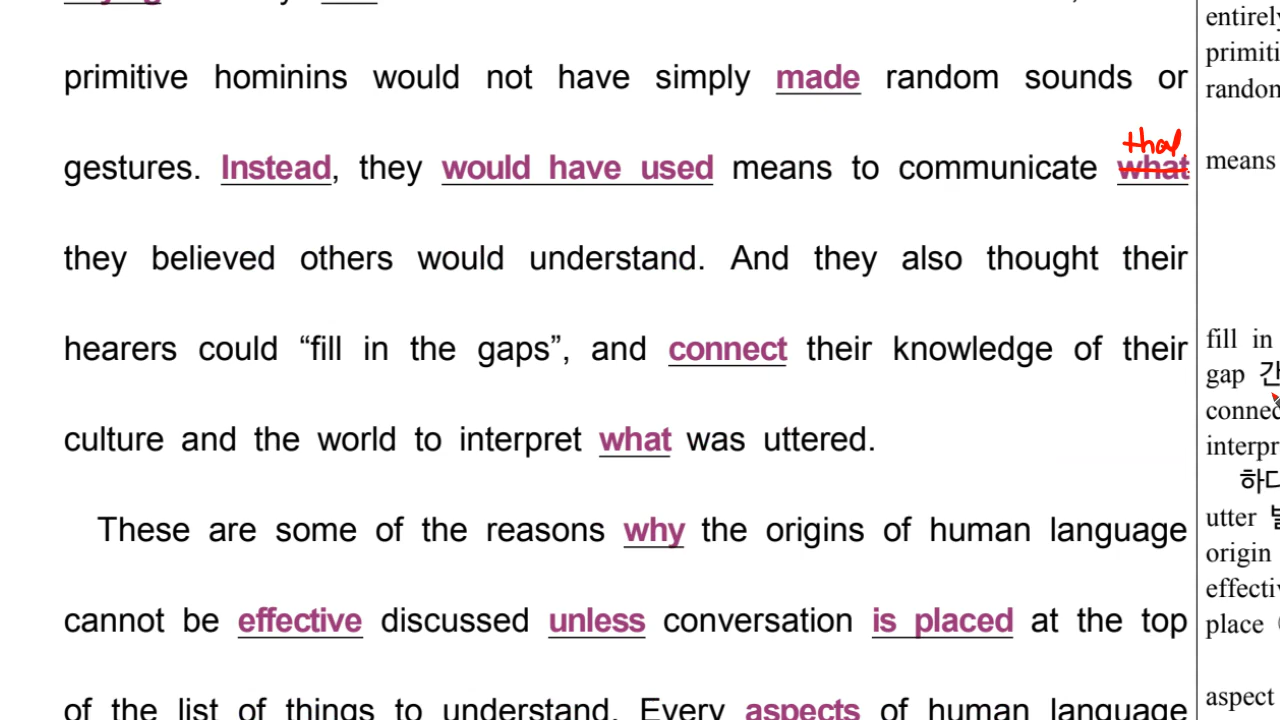 primitive hominins would not have simply made random sounds or
that
gestures. Instead, they would have used means to communicate what
they believed others would understand. And they also thought their
hearers could “fill in the gaps”, and connect their knowledge of their
culture and the world to interpret what was uttered.
These are some of the reasons why the origins of human language
cannot be effective discussed unless conversation is placed at the top
of the list of things to understand. Every aspects of human language
means
fill in
gap
하다
utter
origin
place
aspect